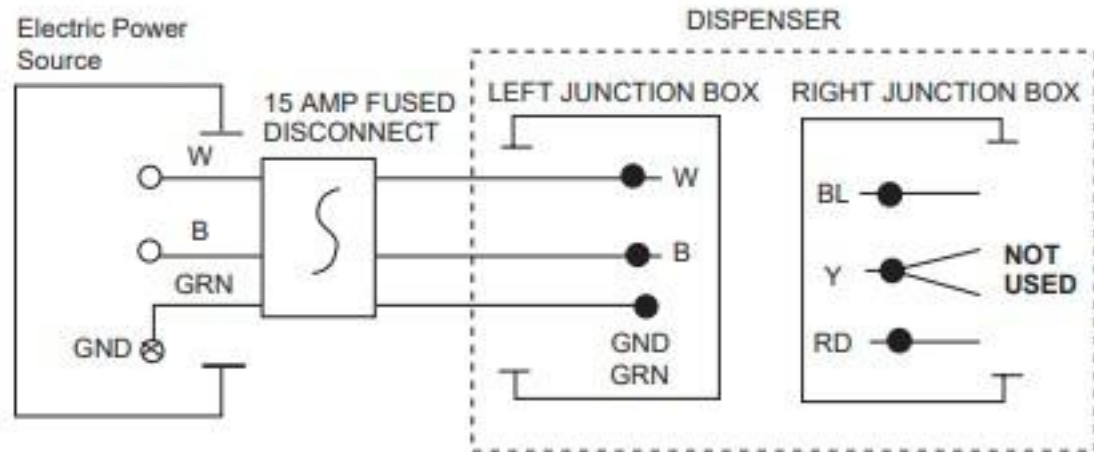 Electric Power
Source
DISPENSER
15 AMP FUSED
DISCONNECT
LEFT JUNCTION BOX
RIGHT JUNCTION BOX
W
B
GRN
GND
W
B
GND
GRN
BL
Y
RD
NOT
USED